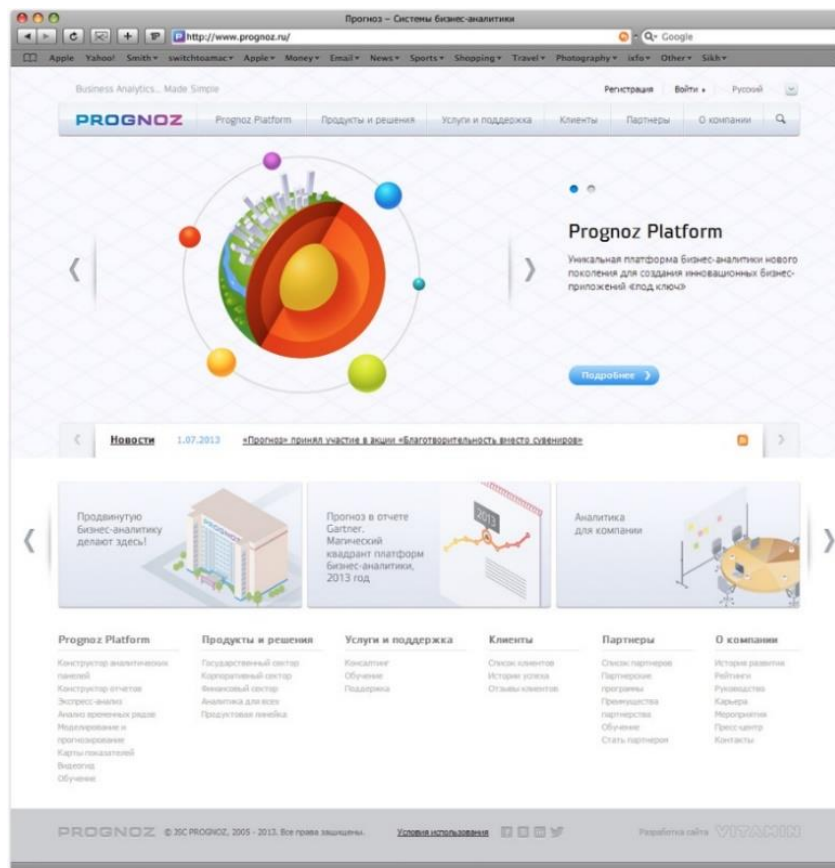 Прогноз – Системы бизнес-аналитики
http://www.prognoz.ru/
Google
Apple Yahoo! Smith switchtoamac Apple Money Email News Sports Shopping Travel Photography ixfo Other Sikh
Business Analytics... Made Simple
Регистрация Войти Русский
PROGNOZ Prognoz Platform Продукты и решения Услуги и поддержка Клиенты Партнеры О компании
Prognoz Platform
Уникальная платформа бизнес-аналитики нового
поколения для создания инновационных бизнес-
приложений «под ключ»
Подробнее
Новости 1.07.2013 «Прогноз» принял участие в акции «Благотворительность вместо сувениров»
Продвинутую
бизнес-аналитику
делают здесь!
PROGNOZ
Прогноз в отчете
Gartner.
Магический
квадрант платформ
бизнес-аналитики,
2013 год
2013
Аналитика
для компании
Prognoz Platform
Конструктор аналитических
панелей
Конструктор отчетов
Экспресс-анализ
Анализ временных рядов
Моделирование и
прогнозирование
Карты показателей
Видеогид
Обучение
Продукты и решения
Государственный сектор
Корпоративный сектор
Финансовый сектор
Аналитика для всех
Продуктовая линейка
Услуги и поддержка
Консалтинг
Обучение
Поддержка
Клиенты
Список клиентов
Истории успеха
Отзывы клиентов
Партнеры
Список партнеров
Партнерские
программы
Преимущества
партнерства
Обучение
Стать партнером
О компании
История развития
Рейтинги
Руководство
Карьера
Мероприятия
Пресс-центр
Контакты
PROGNOZ © JSC PROGNOZ, 2005 - 2013. Все права защищены. Условия использования Разработка сайта VITAMIN